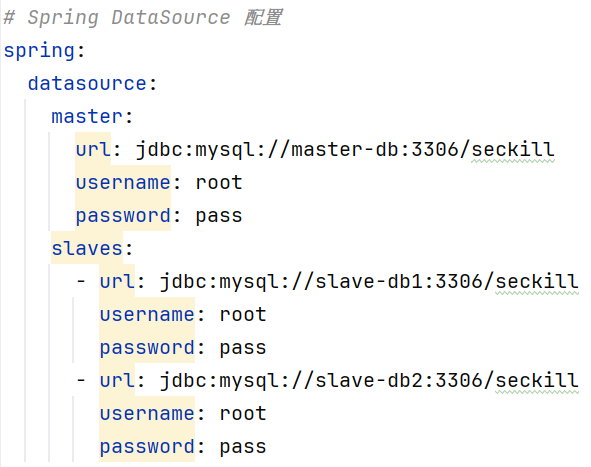 # Spring DataSource 配置
spring:
  datasource:
    master:
      url: jdbc:mysql://master-db:3306/seckill
      username: root
      password: pass
    slaves:
      - url: jdbc:mysql://slave-db1:3306/seckill
        username: root
        password: pass
      - url: jdbc:mysql://slave-db2:3306/seckill
        username: root
        password: pass